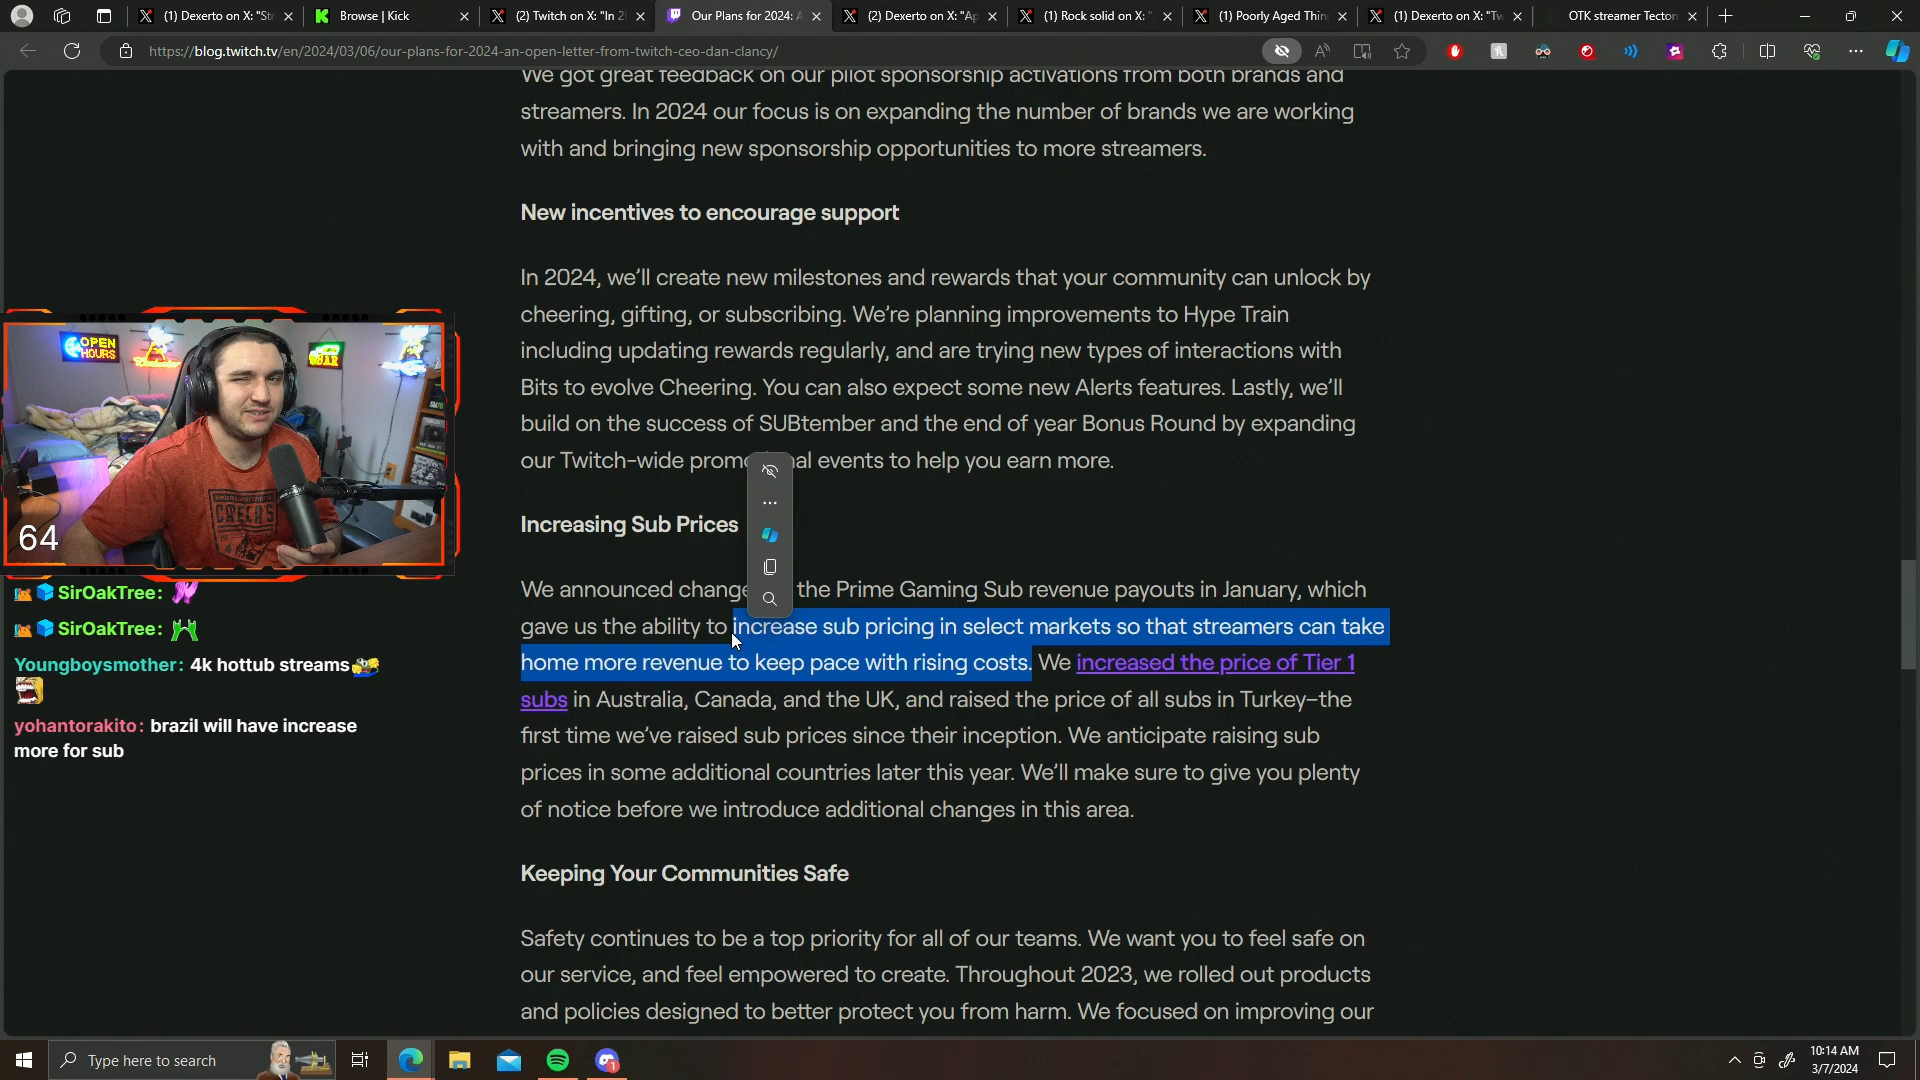 (1) Dexerto on X: "Str
Browse | Kick
(2) Twitch on X: "In 2
Our Plans for 2024: A
(2) Dexerto on X: "Ap
(1) Rock solid on X: "
(1) Poorly Aged Thin
(1) Dexerto on X: "Tw
OTK streamer Tecton
https://blog.twitch.tv/en/2024/03/06/our-plans-for-2024-an-open-letter-from-twitch-ceo-dan-clancy/
We got great feedback on our pilot sponsorship activations from both brands and
streamers. In 2024 our focus is on expanding the number of brands we are working
with and bringing new sponsorship opportunities to more streamers.
New incentives to encourage support
In 2024, we'll create new milestones and rewards that your community can unlock by
cheering, gifting, or subscribing. We're planning improvements to Hype Train
including updating rewards regularly, and are trying new types of interactions with
Bits to evolve Cheering. You can also expect some new Alerts features. Lastly, we'll
build on the success of SUBtember and the end of year Bonus Round by expanding
our Twitch-wide promo nal events to help you earn more.
Increasing Sub Prices
We announced change the Prime Gaming Sub revenue payouts in January, which
gave us the ability to increase sub pricing in select markets so that streamers can take
home more revenue to keep pace with rising costs. We increased the price of Tier 1
subs in Australia, Canada, and the UK, and raised the price of all subs in Turkey–the
first time we've raised sub prices since their inception. We anticipate raising sub
prices in some additional countries later this year. We'll make sure to give you plenty
of notice before we introduce additional changes in this area.
Keeping Your Communities Safe
Safety continues to be a top priority for all of our teams. We want you to feel safe on
our service, and feel empowered to create. Throughout 2023, we rolled out products
and policies designed to better protect you from harm. We focused on improving our
OPEN
HOURS
BAR
64
SirOakTree:
SirOakTree:
Youngboysmother: 4k hottub streams
yohantorakito: brazil will have increase
more for sub
Type here to search
1
10:14 AM
3/7/2024